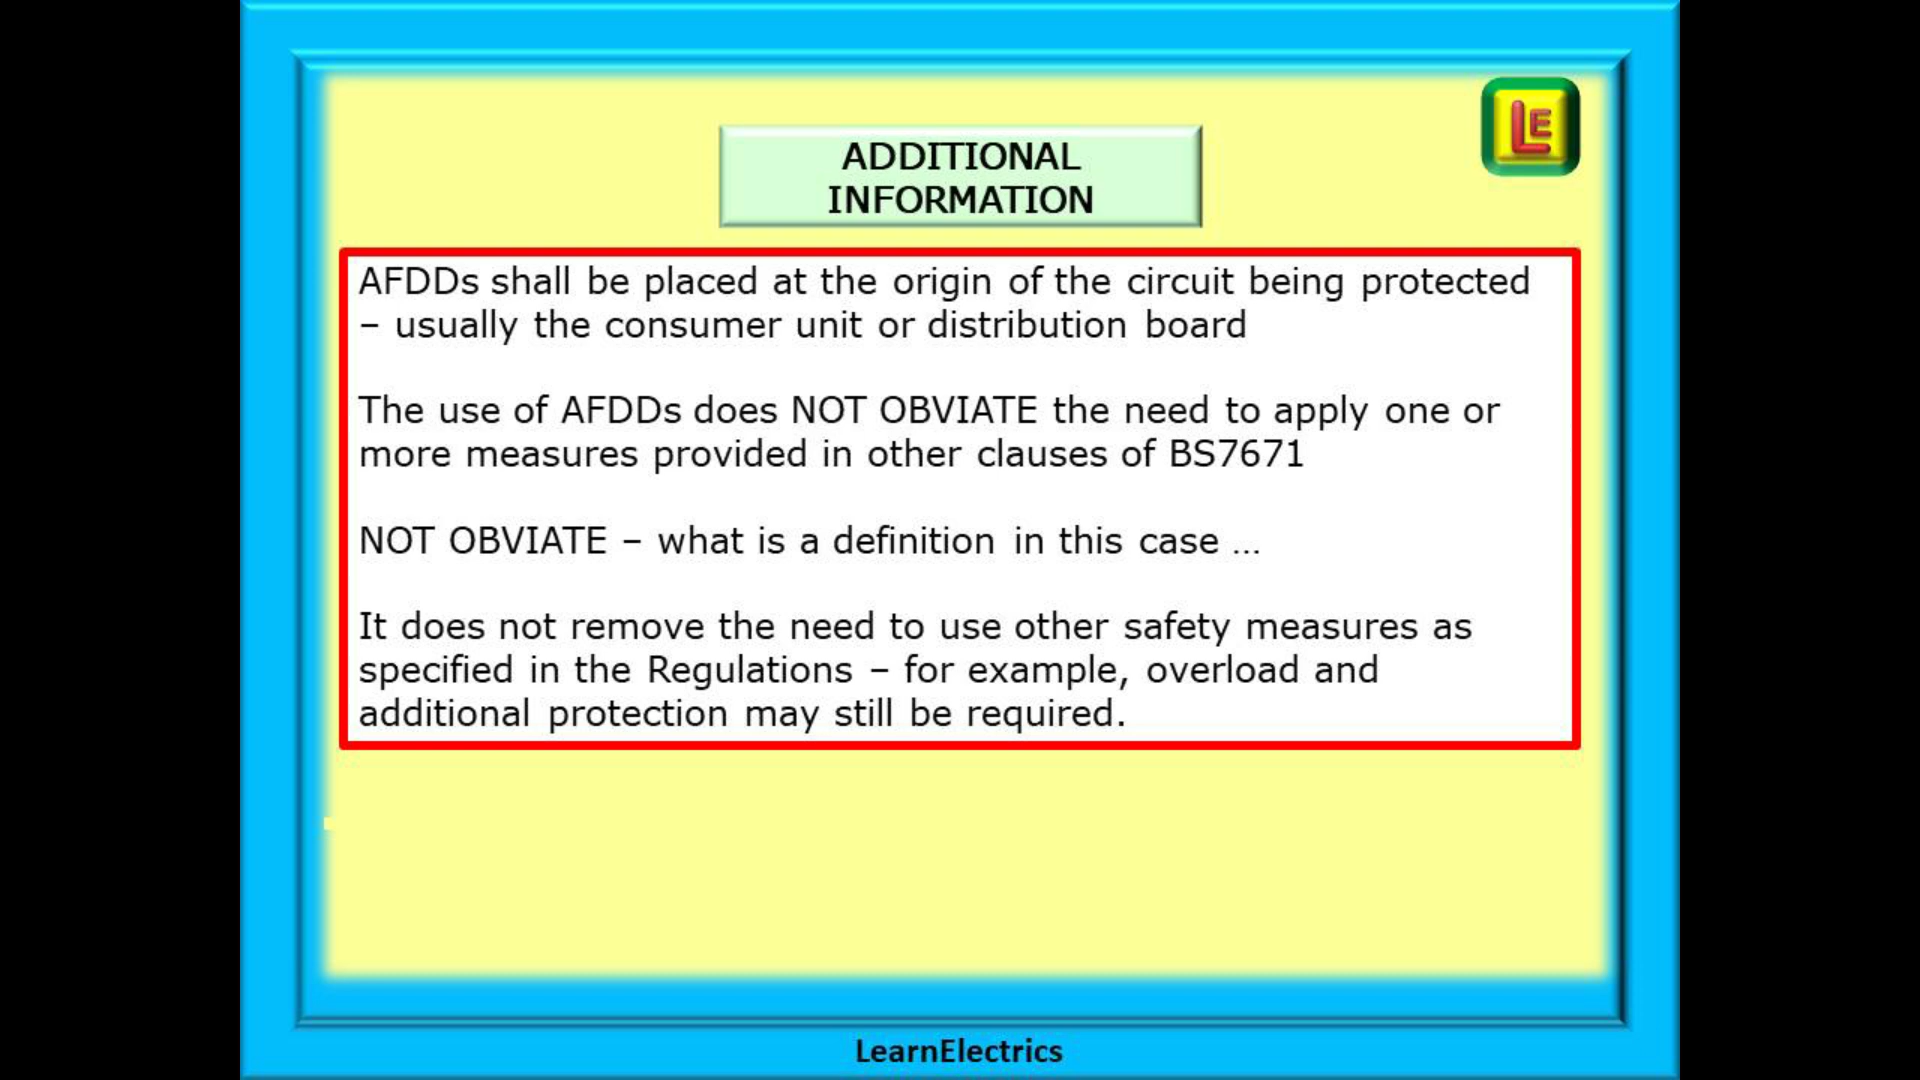 LE
ADDITIONAL
INFORMATION
AFDDs shall be placed at the origin of the circuit being protected
– usually the consumer unit or distribution board
The use of AFDDs does NOT OBVIATE the need to apply one or
more measures provided in other clauses of BS7671
NOT OBVIATE – what is a definition in this case ...
It does not remove the need to use other safety measures as
specified in the Regulations – for example, overload and
additional protection may still be required.
LearnElectrics